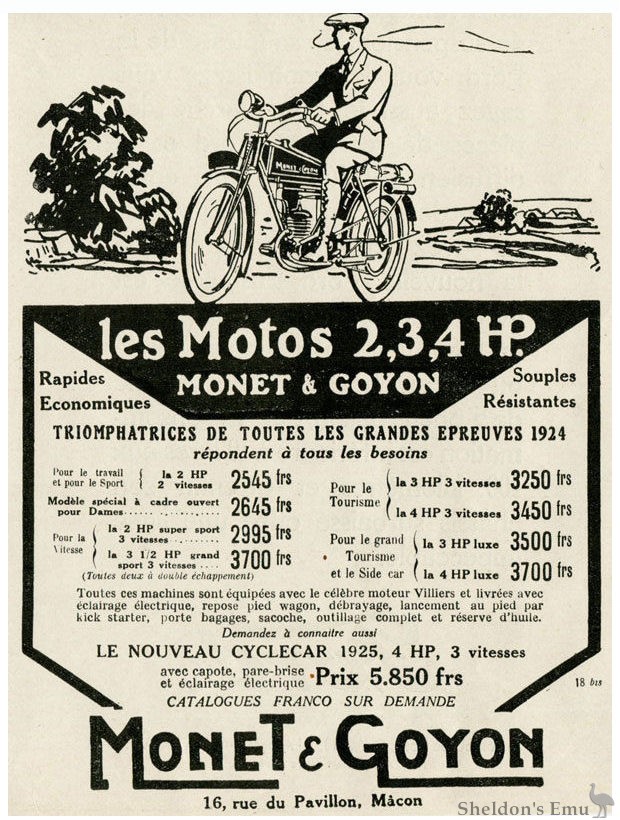 MONET & GOYON
les Motos 2,3,4 HP.
MONET & GOYON
Rapides
Economiques
Souples
Résistantes
TRIOMPHATRICES DE TOUTES LES GRANDES EPREUVES 1924
répondent à tous les besoins
Pour le travail
et pour le Sport { la 2 HP
2 vitesses 2545 frs
Modèle spécial à cadre ouvert
pour Dames........ 2645 frs
Pour la
Vitesse
la 2 HP super sport
3 vitesses ........ 2995 frs
la 3 1/2 HP grand
sport 3 vitesses .... 3700 frs
(Toutes deux à double échappement)
Pour le
Tourisme
la 3 HP 3 vitesses 3250 frs
la 4 HP 3 vitesses 3450 frs
Pour le grand
Tourisme
et le Side car
la 3 HP luxe 3500 frs
la 4 HP luxe 3700 frs
Toutes ces machines sont équipées avec le célèbre moteur Villiers et livrées avec
éclairage électrique, repose pied wagon, débrayage, lancement au pied par
kick starter, porte bagages, sacoche, outillage complet et réserve d'huile.
Demandez à connaitre aussi
LE NOUVEAU CYCLECAR 1925, 4 HP, 3 vitesses
avec capote, pare-brise
et éclairage électrique
Prix 5.850 frs
18 bis
CATALOGUES FRANCO SUR DEMANDE
MONET & GOYON
16, rue du Pavillon, Mâcon
Sheldon's Emu